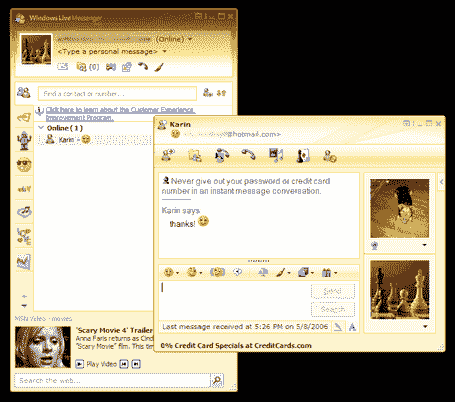 Windows Live Messenger
(Online)
<Type a personal message>
(0)
Find a contact or number...
Click here to learn about the Customer Experience
Improvement Program.
Online (1)
Karin -
MSN Video - movies
'Scary Movie 4' Trailer
Anna Faris returns as Cind
"Scary Movie" film. This time
Play Video
Search the web...
Karin
@hotmail.com>
Never give out your password or credit card
number in an instant message conversation.
Karin says:
thanks!
Send
Search
Last message received at 5:26 PM on 5/8/2006
A
0% Credit Card Specials at CreditCards.com